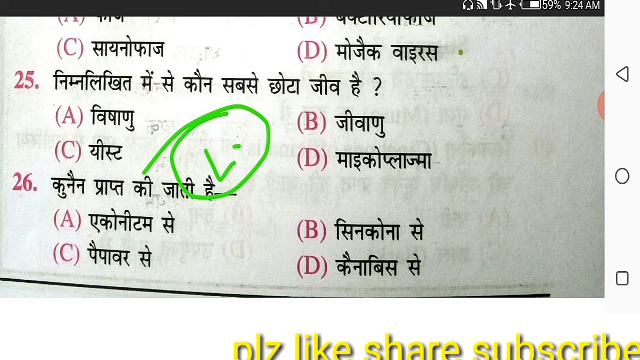 59% 9:24 AM
(A) फाज (B) बैक्टीरियोफाज
(C) सायनोफाज (D) मोजैक वाइरस
25. निम्नलिखित में से कौन सबसे छोटा जीव है ?
(A) विषाणु (B) जीवाणु
(C) यीस्ट (D) माइकोप्लाज्मा
26. कुनैन प्राप्त की जाती है—
(A) एकोनीटम से (B) सिनकोना से
(C) पैपावर से (D) कैनाबिस से
plz like share subscribe